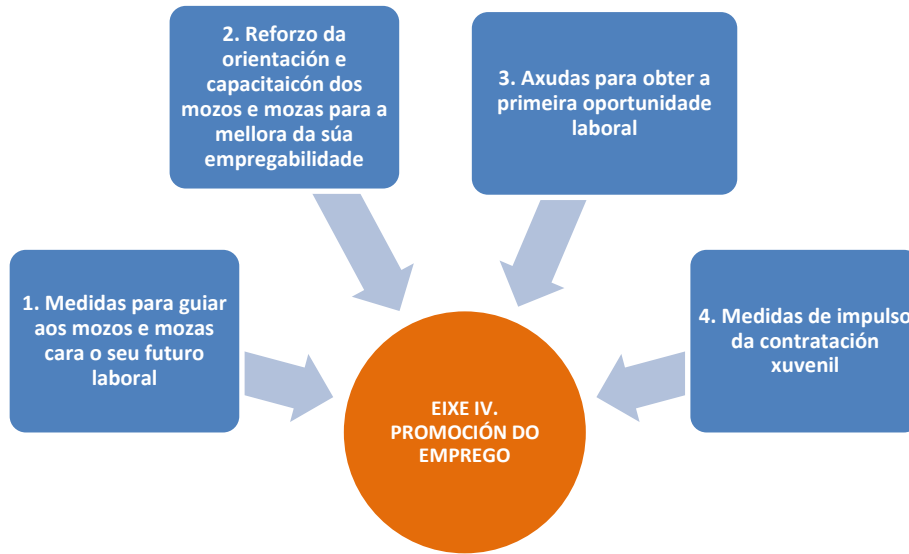 2. Reforzo da
orientación e
capacitaicón dos
mozos e mozas para a
mellora da súa
empregabilidade
3. Axudas para obter a
primeira oportunidade
laboral
1. Medidas para guiar
aos mozos e mozas
cara o seu futuro
laboral
4. Medidas de impulso
da contratación
xuvenil
EIXE IV.
PROMOCIÓN DO
EMPREGO